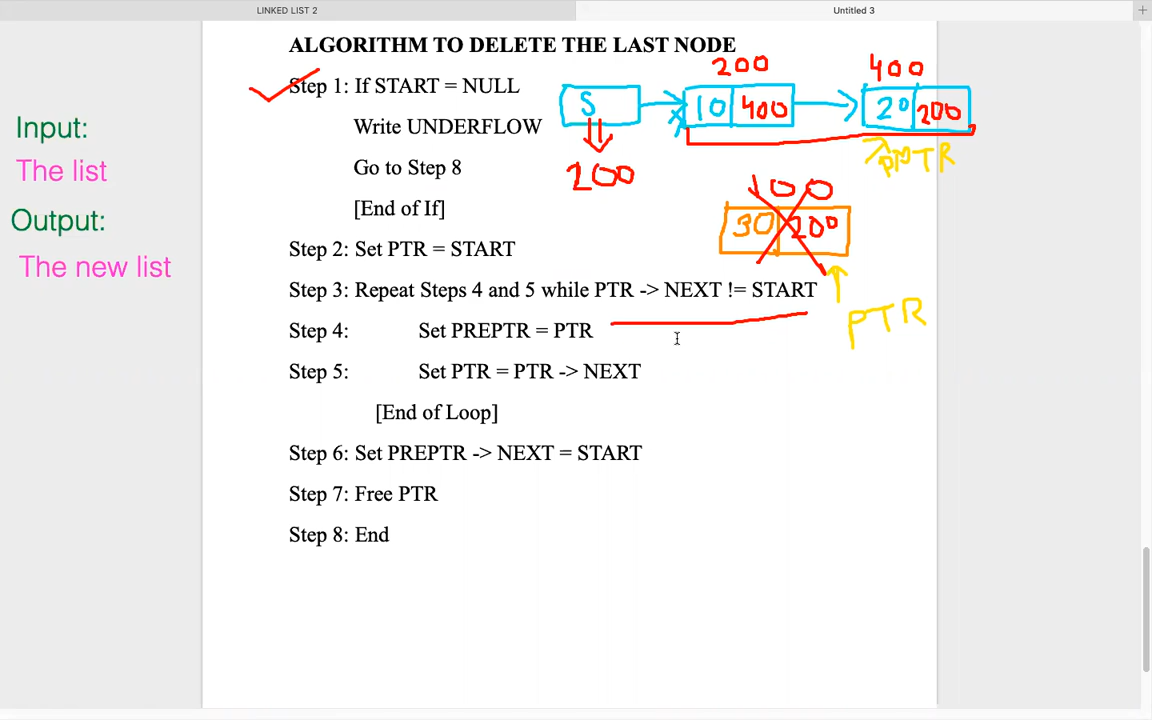 LINKED LIST 2
Untitled 3
+
ALGORITHM TO DELETE THE LAST NODE
Step 1: If START = NULL
Write UNDERFLOW
Go to Step 8
[End of If]
Step 2: Set PTR = START
Step 3: Repeat Steps 4 and 5 while PTR -> NEXT != START
Step 4: Set PREPTR = PTR
Step 5: Set PTR = PTR -> NEXT
[End of Loop]
Step 6: Set PREPTR -> NEXT = START
Step 7: Free PTR
Step 8: End
Input:
The list
Output:
The new list
200
400
S
10 400
20 200
200
100
30 200
PTR